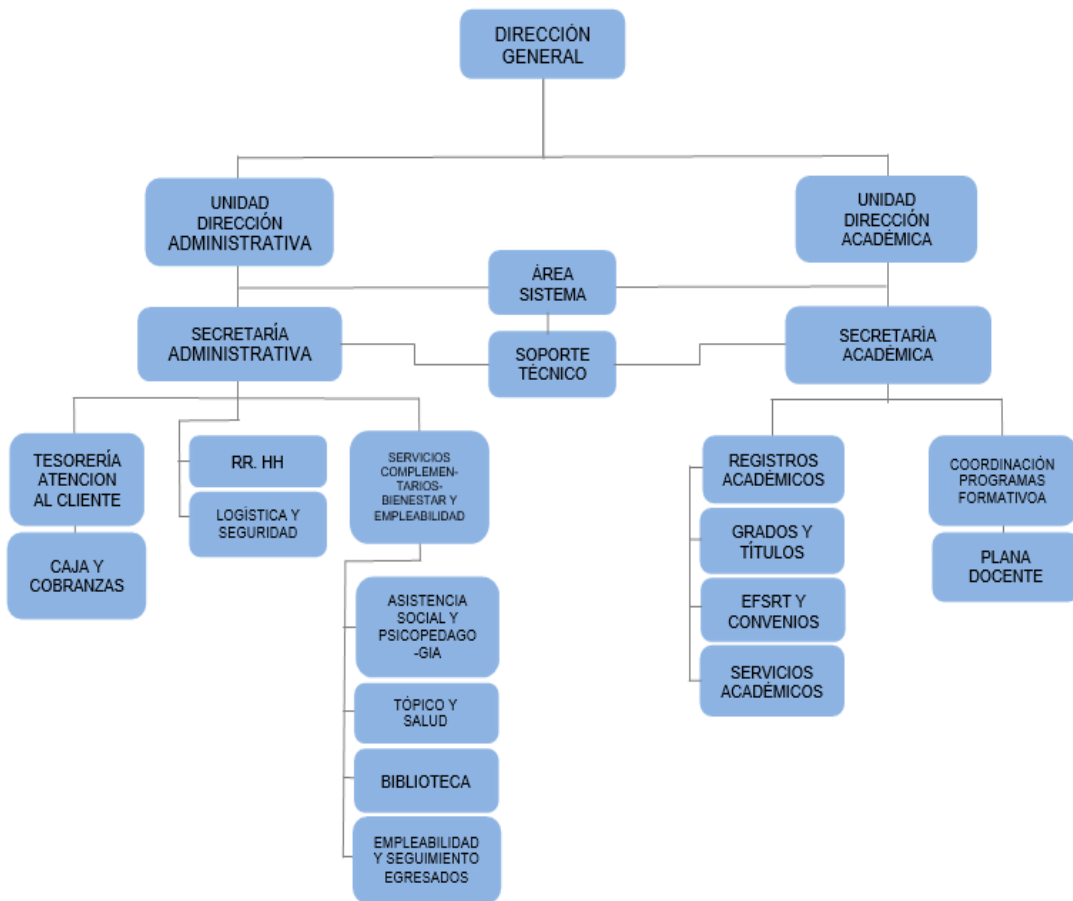 DIRECCIÓN
GENERAL
UNIDAD
DIRECCIÓN
ADMINISTRATIVA
UNIDAD
DIRECCIÓN
ACADÉMICA
ÁREA
SISTEMA
SECRETARÍA
ADMINISTRATIVA
SOPORTE
TÉCNICO
SECRETARÌA
ACADÉMICA
TESORERÍA
ATENCION
AL CLIENTE
CAJA Y
COBRANZAS
RR. HH
LOGÌSTICA Y
SEGURIDAD
SERVICIOS
COMPLEMEN-
TARIOS-
BIENESTAR Y
EMPLEABILIDAD
ASISTENCIA
SOCIAL Y
PSICOPEDAGO
-GIA
TÓPICO Y
SALUD
BIBLIOTECA
EMPLEABILIDAD
Y SEGUIMIENTO
EGRESADOS
REGISTROS
ACADÉMICOS
GRADOS Y
TÍTULOS
EFSRT Y
CONVENIOS
SERVICIOS
ACADÉMICOS
COORDINACIÓN
PROGRAMAS
FORMATIVOA
PLANA
DOCENTE